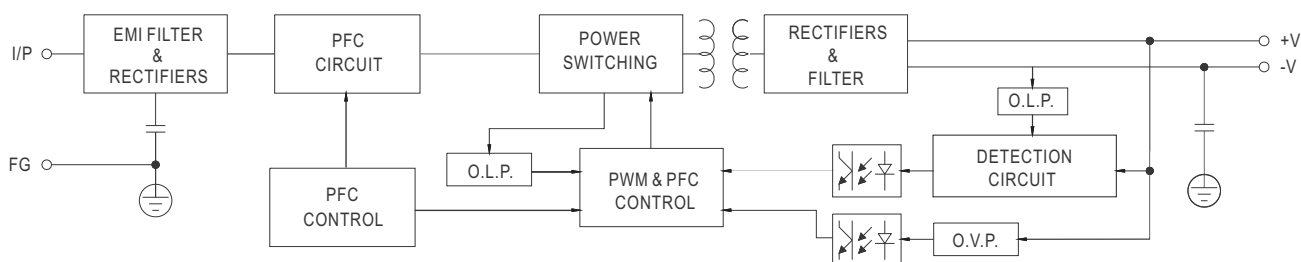 I/P
EMI FILTER
&
RECTIFIERS
PFC
CIRCUIT
POWER
SWITCHING
RECTIFIERS
&
FILTER
+V
-V
O.L.P.
FG
O.L.P.
PFC
CONTROL
PWM & PFC
CONTROL
DETECTION
CIRCUIT
O.V.P.